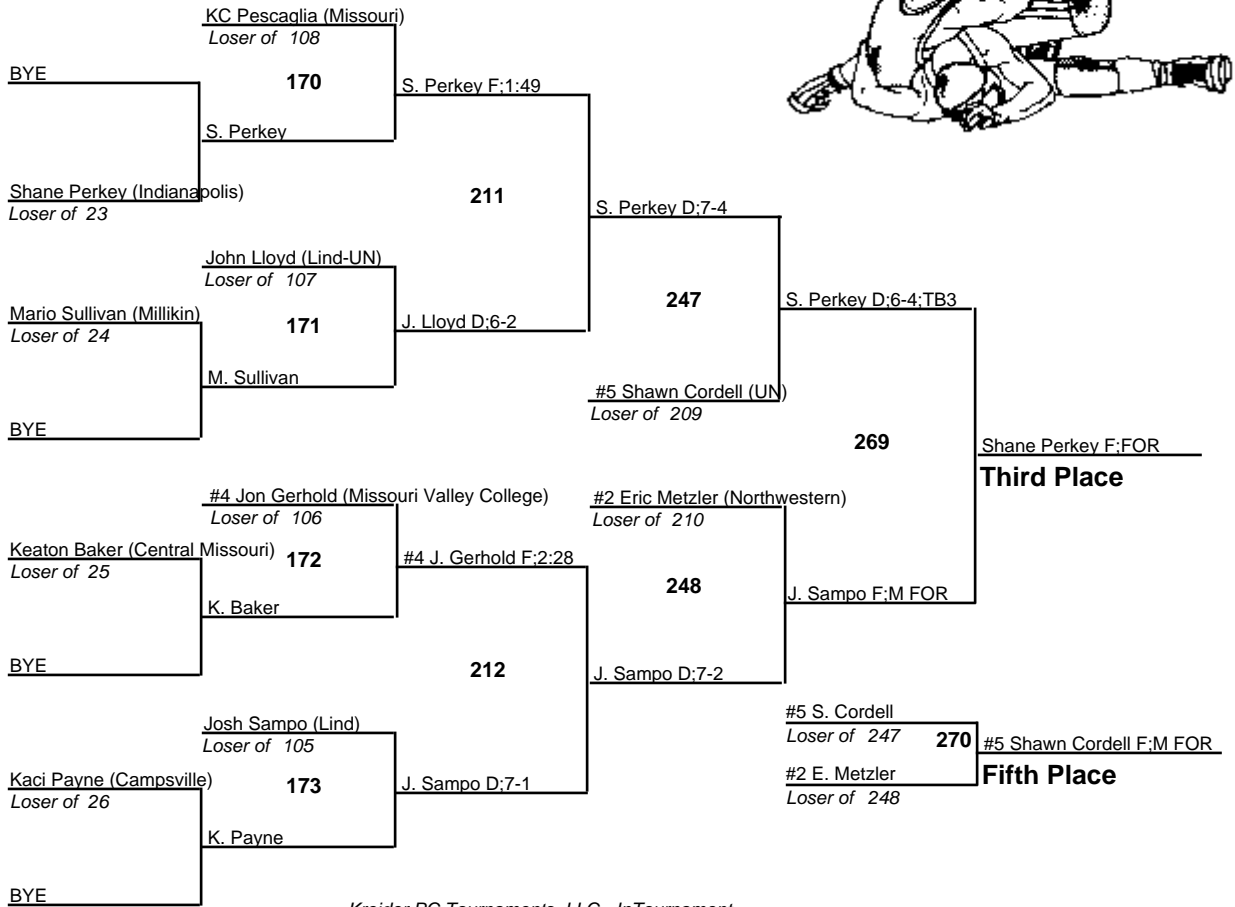 KC Pescaglia (Missouri)
Loser of 108
BYE
170
S. Perkey F;1:49
S. Perkey
Shane Perkey (Indianapolis)
Loser of 23
211
S. Perkey D;7-4
John Lloyd (Lind-UN)
Loser of 107
Mario Sullivan (Millikin)
Loser of 24
171
J. Lloyd D;6-2
247
S. Perkey D;6-4;TB3
M. Sullivan
#5 Shawn Cordell (UN)
Loser of 209
BYE
269
Shane Perkey F;FOR
Third Place
#4 Jon Gerhold (Missouri Valley College)
Loser of 106
#2 Eric Metzler (Northwestern)
Loser of 210
Keaton Baker (Central Missouri)
Loser of 25
172
#4 J. Gerhold F;2:28
248
K. Baker
J. Sampo F;M FOR
BYE
212
J. Sampo D;7-2
Josh Sampo (Lind)
Loser of 105
#5 S. Cordell
Loser of 247
270
#5 Shawn Cordell F;M FOR
Fifth Place
#2 E. Metzler
Loser of 248
Kaci Payne (Campsville)
Loser of 26
173
J. Sampo D;7-1
K. Payne
BYE